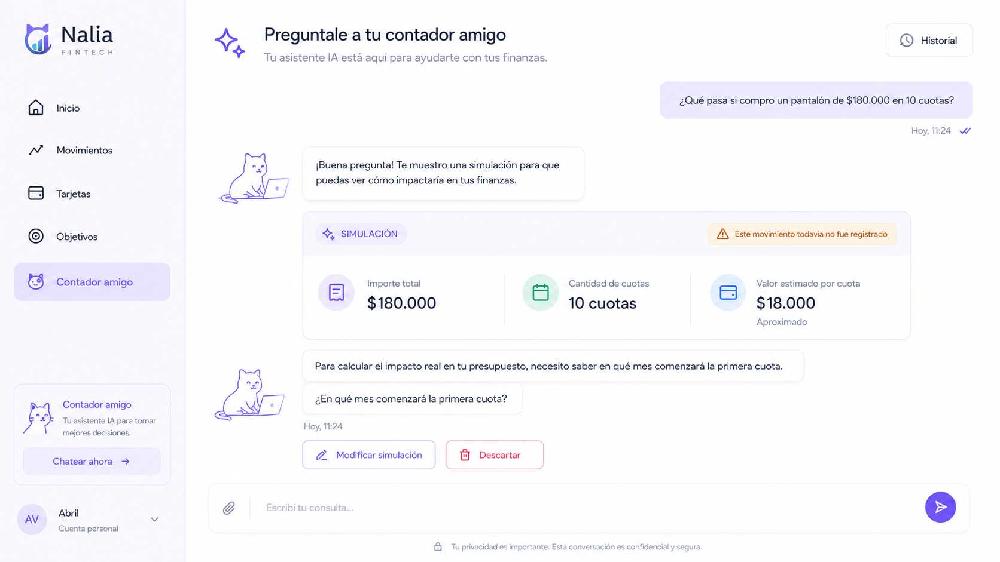 Nalia
FINTECH
Inicio
Movimientos
Tarjetas
Objetivos
Contador amigo
Contador amigo
Tu asistente IA para tomar
mejores decisiones.
Chatear ahora
AV
Abril
Cuenta personal
Preguntale a tu contador amigo
Tu asistente IA está aquí para ayudarte con tus finanzas.
Historial
¿Qué pasa si compro un pantalón de $180.000 en 10 cuotas?
Hoy, 11:24
¡Buena pregunta! Te muestro una simulación para que
puedas ver cómo impactaría en tus finanzas.
SIMULACIÓN
Este movimiento todavía no fue registrado
Importe total
$180.000
Cantidad de cuotas
10 cuotas
Valor estimado por cuota
$18.000
Aproximado
Para calcular el impacto real en tu presupuesto, necesito saber en qué mes comenzará la primera cuota.
¿En qué mes comenzará la primera cuota?
Hoy, 11:24
Modificar simulación
Descartar
Escribí tu consulta...
Tu privacidad es importante. Esta conversación es confidencial y segura.